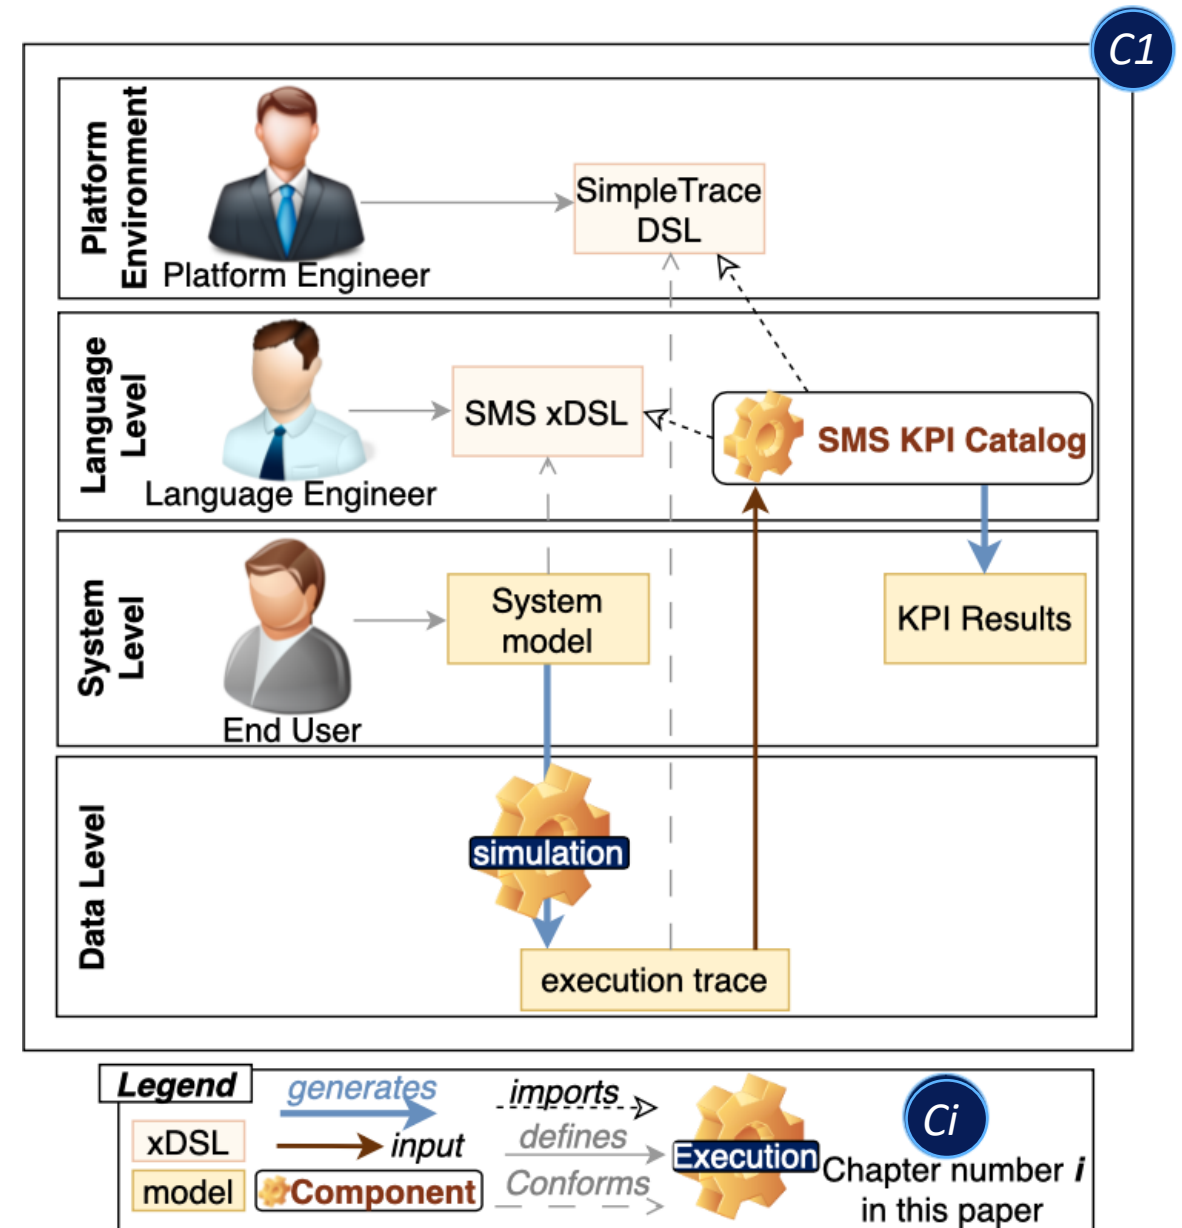 C1
Platform
Environment
Platform Engineer
SimpleTrace
DSL
Language
Level
Language Engineer
SMS xDSL
SMS KPI Catalog
System
Level
End User
System
model
KPI Results
Data Level
simulation
execution trace
Legend
generates
imports
xDSL
input
defines
Execution
Ci
model
Component
Conforms
Chapter number i
in this paper